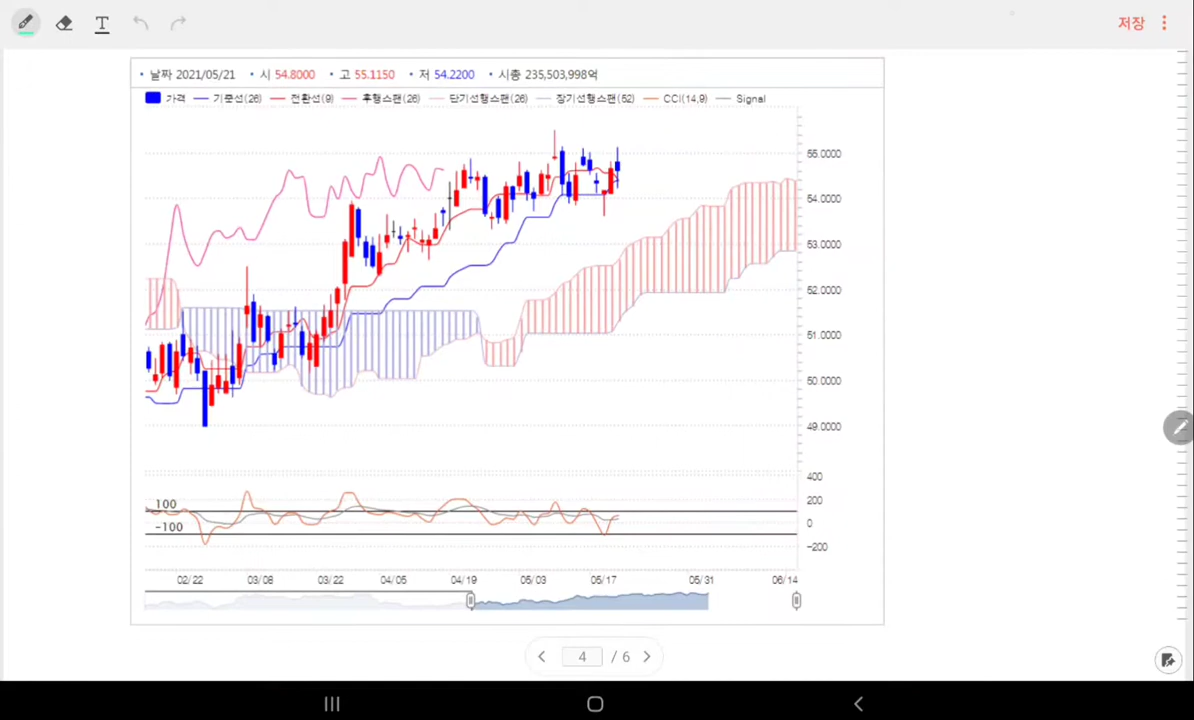 T 저장
• 날짜 2021/05/21 • 시 54.8000 • 고 55.1150 • 저 54.2200 • 시총 235,503,998억
가격 기준선(26) 전환선(9) 후행스팬(26) 단기선행스팬(26) 장기선행스팬(52) CCI(14,9) Signal
55.0000
54.0000
53.0000
52.0000
51.0000
50.0000
49.0000
400
100 200
-100 0
-200
02/22 03/08 03/22 04/05 04/19 05/03 05/17 05/31 06/14
4 / 6